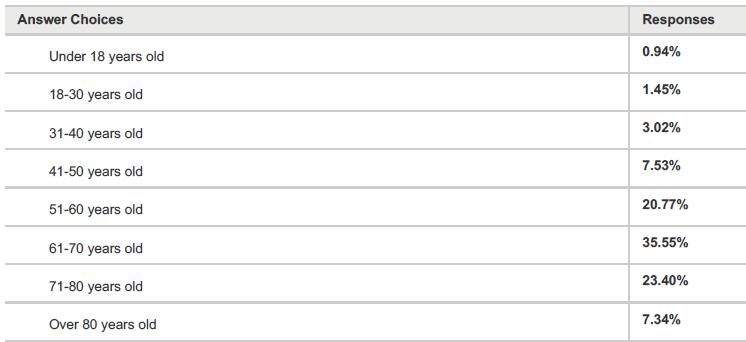 Answer Choices Responses
Under 18 years old 0.94%
18-30 years old 1.45%
31-40 years old 3.02%
41-50 years old 7.53%
51-60 years old 20.77%
61-70 years old 35.55%
71-80 years old 23.40%
Over 80 years old 7.34%